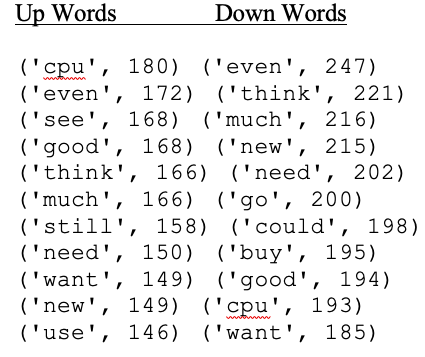 Up Words Down Words
('cpu', 180) ('even', 247)
('even', 172) ('think', 221)
('see', 168) ('much', 216)
('good', 168) ('new', 215)
('think', 166) ('need', 202)
('much', 166) ('go', 200)
('still', 158) ('could', 198)
('need', 150) ('buy', 195)
('want', 149) ('good', 194)
('new', 149) ('cpu', 193)
('use', 146) ('want', 185)